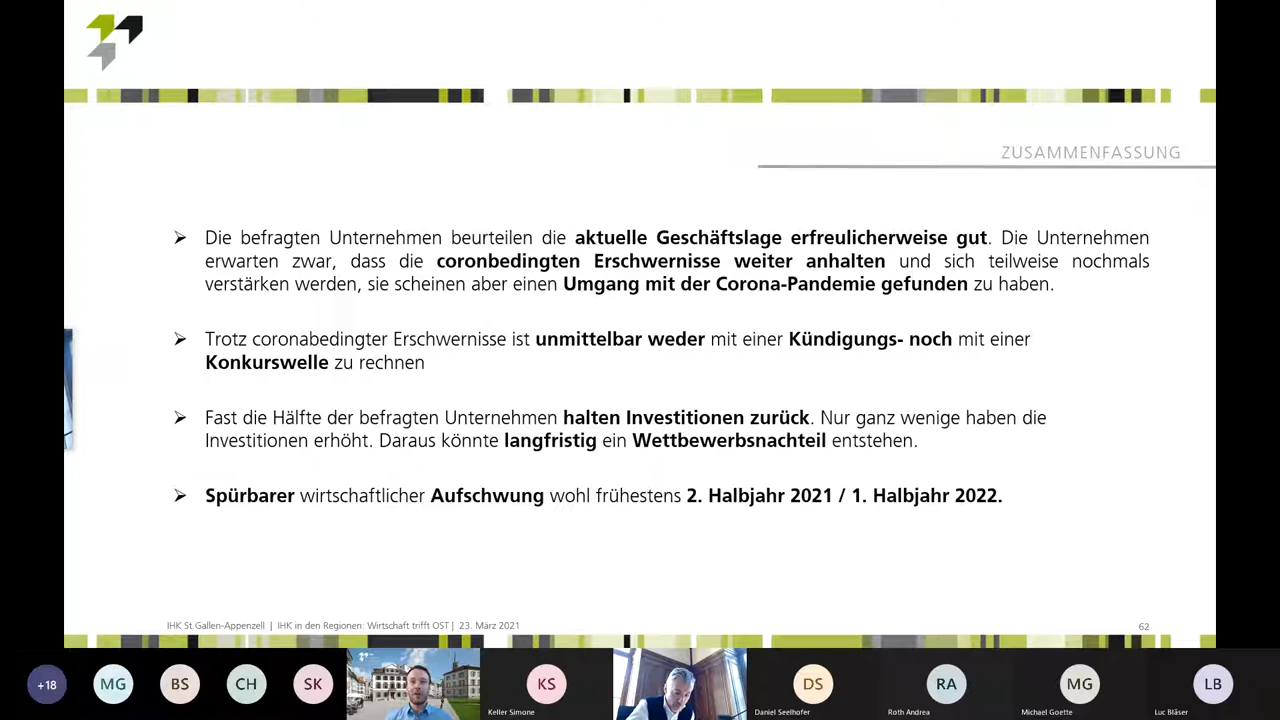 ZUSAMMENFASSUNG
Die befragten Unternehmen beurteilen die aktuelle Geschäftslage erfreulicherweise gut. Die Unternehmen
erwarten zwar, dass die coronbedingten Erschwernisse weiter anhalten und sich teilweise nochmals
verstärken werden, sie scheinen aber einen Umgang mit der Corona-Pandemie gefunden zu haben.
Trotz coronabedingter Erschwernisse ist unmittelbar weder mit einer Kündigungs- noch mit einer
Konkurswelle zu rechnen
Fast die Hälfte der befragten Unternehmen halten Investitionen zurück. Nur ganz wenige haben die
Investitionen erhöht. Daraus könnte langfristig ein Wettbewerbsnachteil entstehen.
Spürbarer wirtschaftlicher Aufschwung wohl frühestens 2. Halbjahr 2021 / 1. Halbjahr 2022.
IHK St.Gallen-Appenzell | IHK in den Regionen: Wirtschaft trifft OST | 23. März 2021
62
+18 MG BS CH SK KS DS RA MG LB
Keller Simone Daniel Seelhofer Roth Andrea Michael Goette Luc Bläser